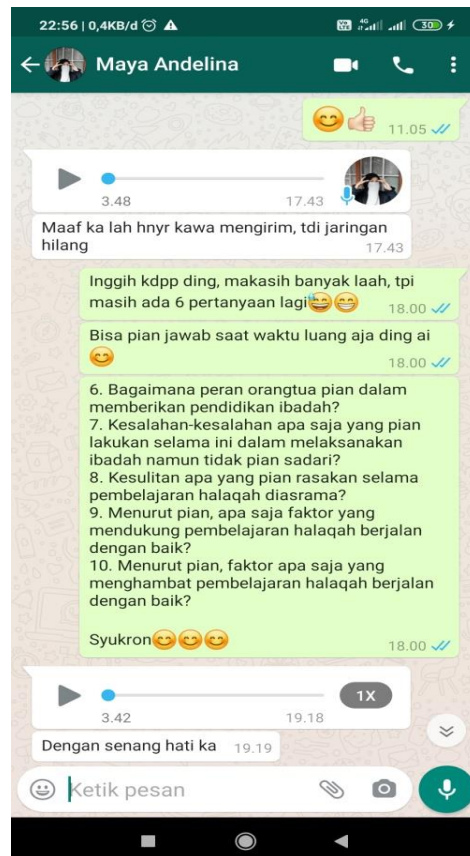 22:56 | 0,4KB/d
4G
30
Maya Andelina
11.05
3.48
17.43
Maaf ka lah hnyr kawa mengirim, tdi jaringan
hilang
17.43
Inggih kdpp ding, makasih banyak laah, tpi
masih ada 6 pertanyaan lagi😅😁
18.00
Bisa pian jawab saat waktu luang aja ding ai
😊
18.00
6. Bagaimana peran orangtua pian dalam
memberikan pendidikan ibadah?
7. Kesalahan-kesalahan apa saja yang pian
lakukan selama ini dalam melaksanakan
ibadah namun tidak pian sadari?
8. Kesulitan apa yang pian rasakan selama
pembelajaran halaqah diasrama?
9. Menurut pian, apa saja faktor yang
mendukung pembelajaran halaqah berjalan
dengan baik?
10. Menurut pian, faktor apa saja yang
menghambat pembelajaran halaqah berjalan
dengan baik?
Syukron😊😊😊
18.00
1X
3.42
19.18
Dengan senang hati ka
19.19
Ketik pesan